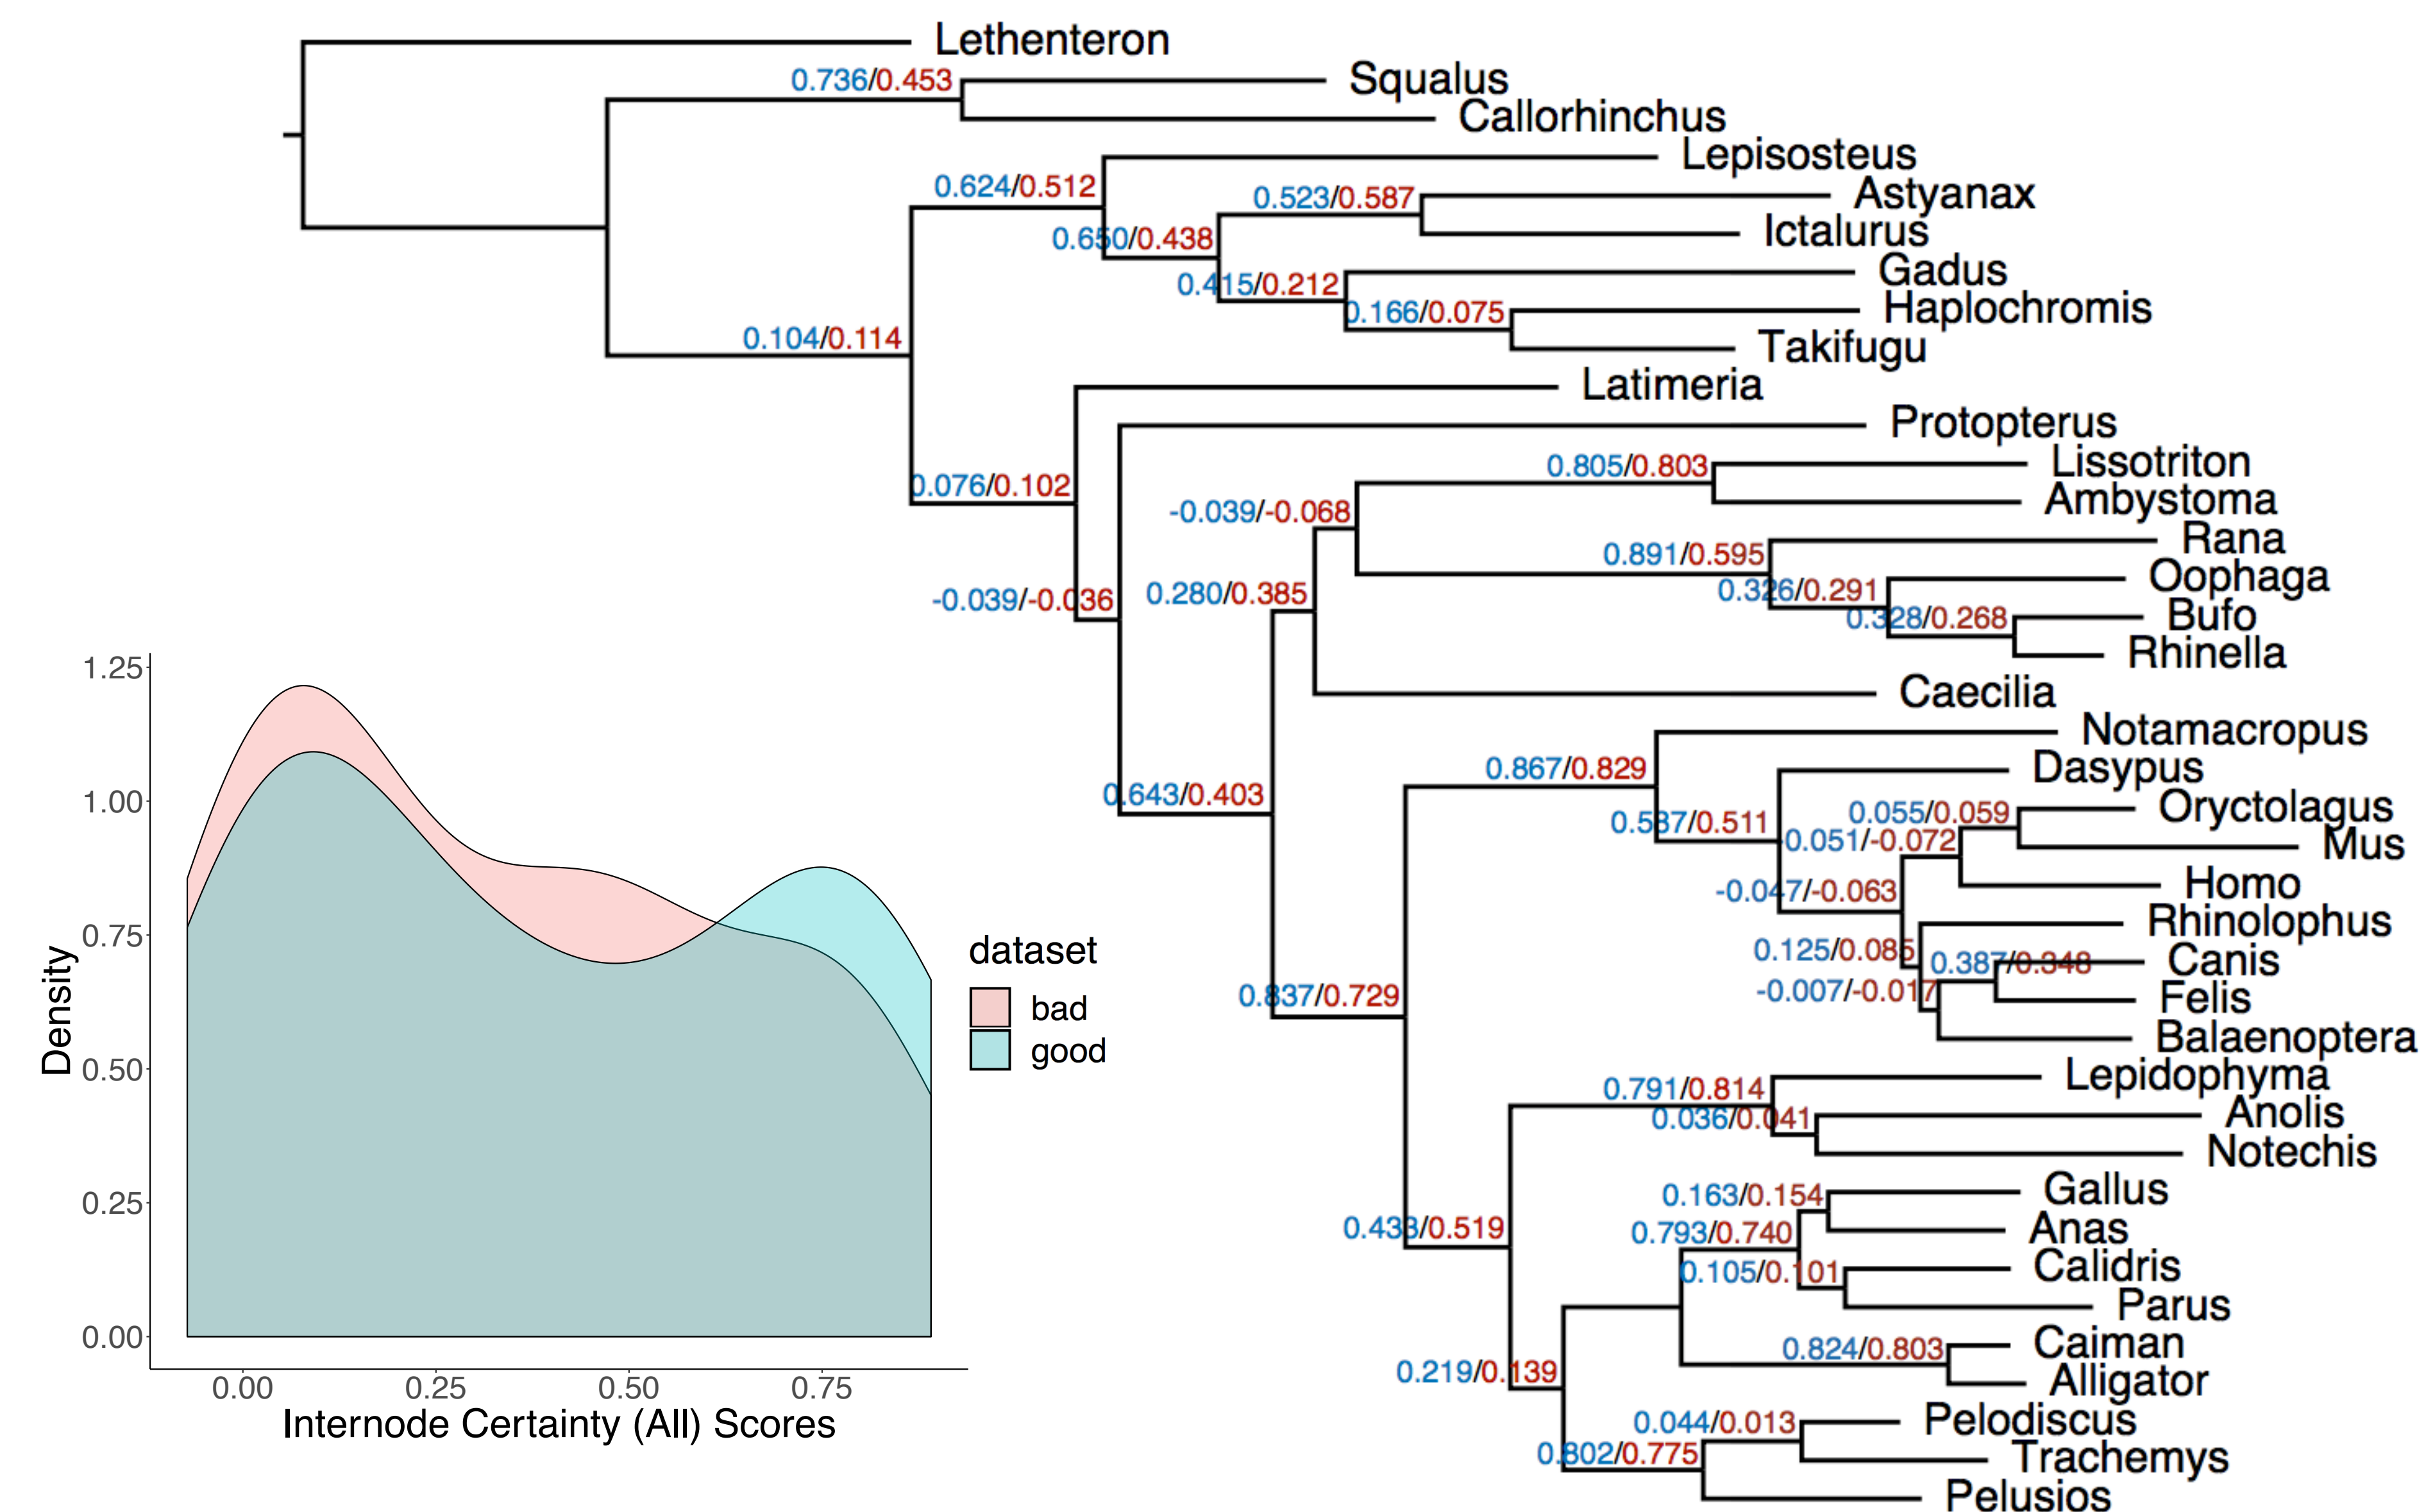 Lethenteron
0.736/0.453
Squalus
Callorhinchus
Lepisosteus
0.624/0.512
0.523/0.587
Astyanax
Ictalurus
0.650/0.438
Gadus
0.415/0.212
Haplochromis
0.166/0.075
Takifugu
0.104/0.114
Latimeria
Protopterus
Lissotriton
0.805/0.803
0.076/0.102
Ambystoma
-0.039/-0.068
Rana
0.891/0.595
Oophaga
0.326/0.291
-0.039/-0.036
0.280/0.385
0.328/0.268
Bufo
Rhinella
Caecilia
Notamacropus
0.867/0.829
Dasypus
0.643/0.403
0.055/0.059
Oryctolagus
0.587/0.511
0.051/-0.072
Mus
Homo
-0.047/-0.063
Rhinolophus
0.125/0.085
0.387/0.348
Canis
-0.007/-0.017
Felis
0.837/0.729
Balaenoptera
Lepidophyma
0.791/0.814
0.036/0.041
Anolis
Notechis
Gallus
0.163/0.154
0.433/0.519
0.793/0.740
Anas
0.105/0.101
Calidris
Parus
0.824/0.803
Caiman
0.219/0.139
Alligator
0.044/0.013
Pelodiscus
0.802/0.775
Trachemys
Pelusios
1.25
1.00
0.75
0.50
0.25
0.00
Density
0.00 0.25 0.50 0.75
Internode Certainty (All) Scores
dataset
bad
good